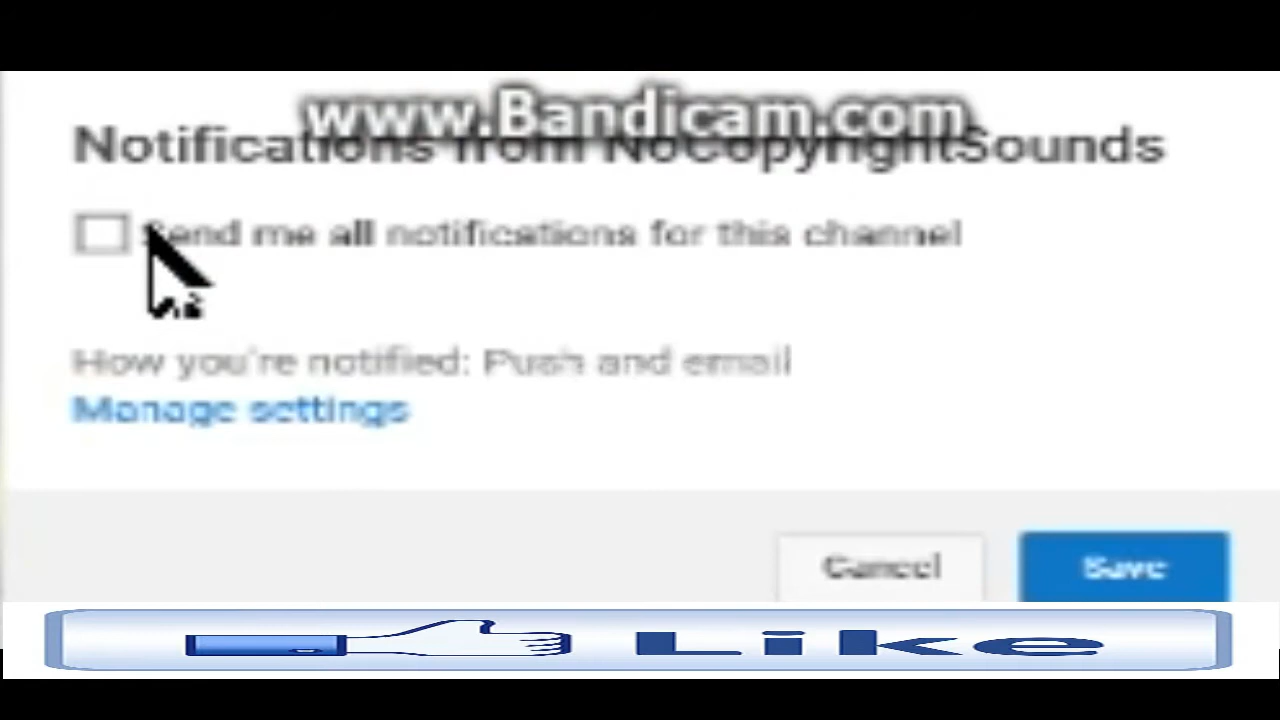 www.Bandicam.com
Notifications from NoCopyrightSounds
Send me all notifications for this channel
How you're notified: Push and email
Manage settings
Cancel Save
Like